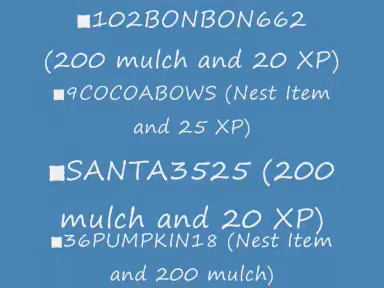 ■102BONBON662
(200 mulch and 20 XP)
■9COCOABOWS (Nest Item
and 25 XP)
■SANTA3525 (200
mulch and 20 XP)
■36PUMPKIN18 (Nest Item
and 200 mulch)